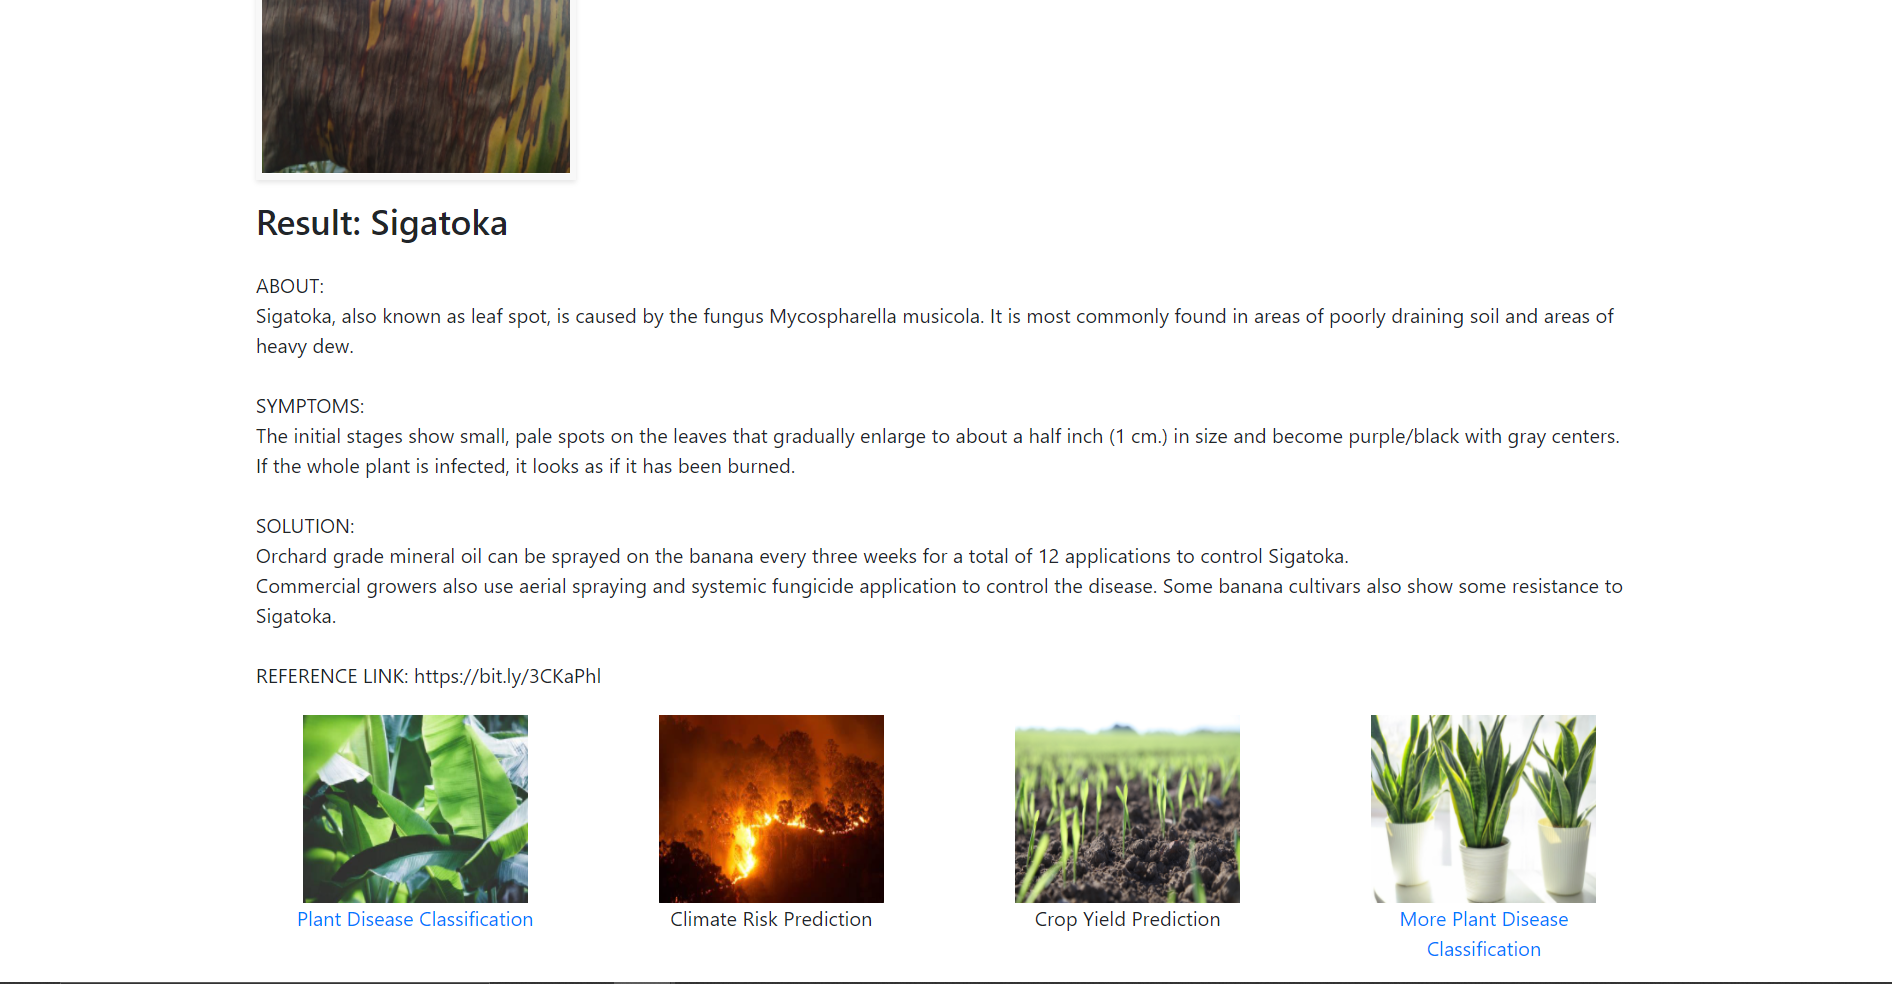 Result: Sigatoka
ABOUT:
Sigatoka, also known as leaf spot, is caused by the fungus Mycospharella musicola. It is most commonly found in areas of poorly draining soil and areas of
heavy dew.
SYMPTOMS:
The initial stages show small, pale spots on the leaves that gradually enlarge to about a half inch (1 cm.) in size and become purple/black with gray centers.
If the whole plant is infected, it looks as if it has been burned.
SOLUTION:
Orchard grade mineral oil can be sprayed on the banana every three weeks for a total of 12 applications to control Sigatoka.
Commercial growers also use aerial spraying and systemic fungicide application to control the disease. Some banana cultivars also show some resistance to
Sigatoka.
REFERENCE LINK: https://bit.ly/3CKaPhl
Plant Disease Classification
Climate Risk Prediction
Crop Yield Prediction
More Plant Disease
Classification